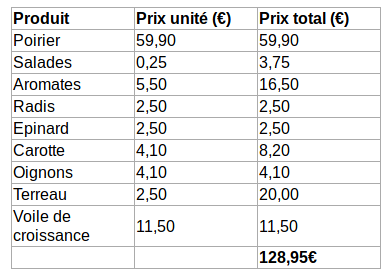 Produit Prix unité (€) Prix total (€)
Poirier 59,90 59,90
Salades 0,25 3,75
Aromates 5,50 16,50
Radis 2,50 2,50
Epinard 2,50 2,50
Carotte 4,10 8,20
Oignons 4,10 4,10
Terreau 2,50 20,00
Voile de
croissance 11,50 11,50
128,95€